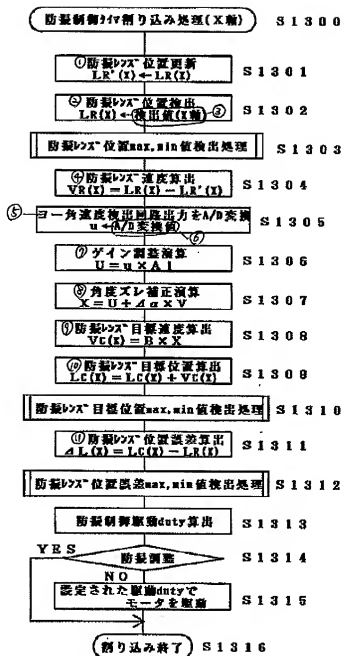 防振制御タイマ割り込み処理(X軸) S1300
①防振レンズ位置更新
LR'(X)←LR(X) S1301
②防振レンズ位置検出
LR(X)←検出値(X軸) ③ S1302
防振レンズ位置max,min値検出処理 S1303
④防振レンズ速度算出
VR(X)=LR(X)-LR'(X) S1304
⑤ヨー角速度検出回路出力をA/D変換
u←A/D変換値 ⑥ S1305
⑦ゲイン調整演算
U=u×A1 S1306
⑧角度ズレ補正演算
X=U+Δα×V S1307
⑨防振レンズ目標速度算出
VC(X)=B×X S1308
⑩防振レンズ目標位置算出
LC(X)=LC(X)+VC(X) S1309
防振レンズ目標位置max,min値検出処理 S1310
⑪防振レンズ位置誤差算出
ΔL(X)=LC(X)-LR(X) S1311
防振レンズ位置誤差max,min値検出処理 S1312
防振制御駆動duty算出 S1313
YES 防振調整 S1314
NO
設定された駆動dutyで
モータを駆動 S1315
割り込み終了 S1316